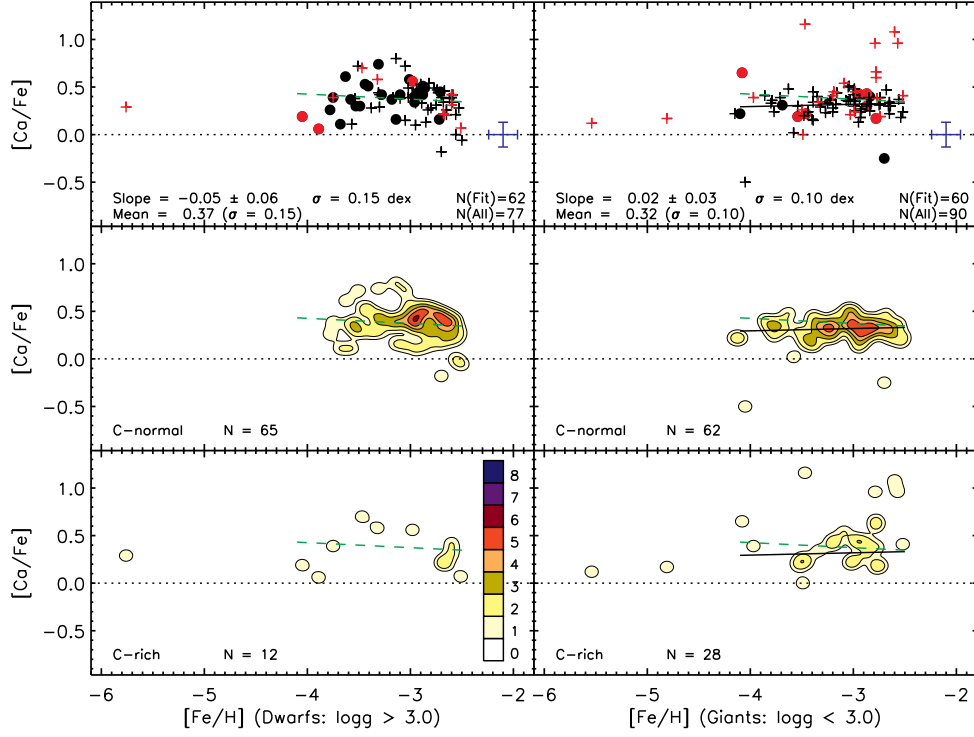 1.0
0.5
0.0
−0.5
[Ca/Fe]
Slope = −0.05 ± 0.06 σ = 0.15 dex N(Fit)=62
Mean = 0.37 (σ = 0.15) N(All)=77
Slope = 0.02 ± 0.03 σ = 0.10 dex N(Fit)=60
Mean = 0.32 (σ = 0.10) N(All)=90
1.0
0.5
0.0
−0.5
[Ca/Fe]
C−normal N = 65
C−normal N = 62
1.0
0.5
0.0
−0.5
[Ca/Fe]
8
7
6
5
4
3
2
1
0
C−rich N = 12
C−rich N = 28
−6 −5 −4 −3 −2
−6 −5 −4 −3 −2
[Fe/H] (Dwarfs: logg > 3.0)
[Fe/H] (Giants: logg < 3.0)